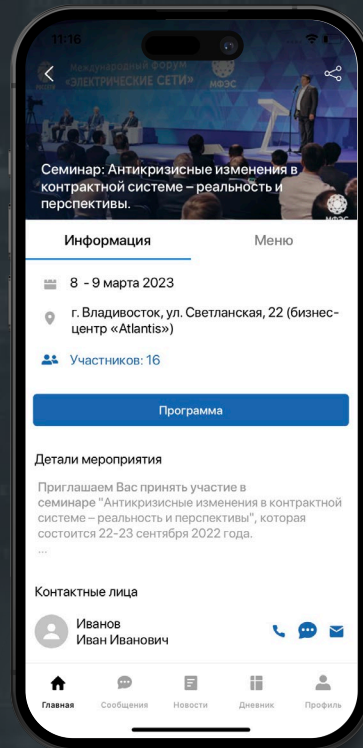 11:16
Международный форум
«ЭЛЕКТРИЧЕСКИЕ СЕТИ»
МФЭС
Семинар: Антикризисные изменения в
контрактной системе – реальность и
перспективы.
МФЭС
Информация
Меню
8 - 9 марта 2023
г. Владивосток, ул. Светланская, 22 (бизнес-
центр «Atlantis»)
Участников: 16
Программа
Детали мероприятия
Приглашаем Вас принять участие в
семинаре "Антикризисные изменения в контрактной
системе – реальность и перспективы", которая
состоится 22-23 сентября 2022 года.
...
Контактные лица
Иванов
Иван Иванович
Главная
Сообщения
Новости
Дневник
Профиль